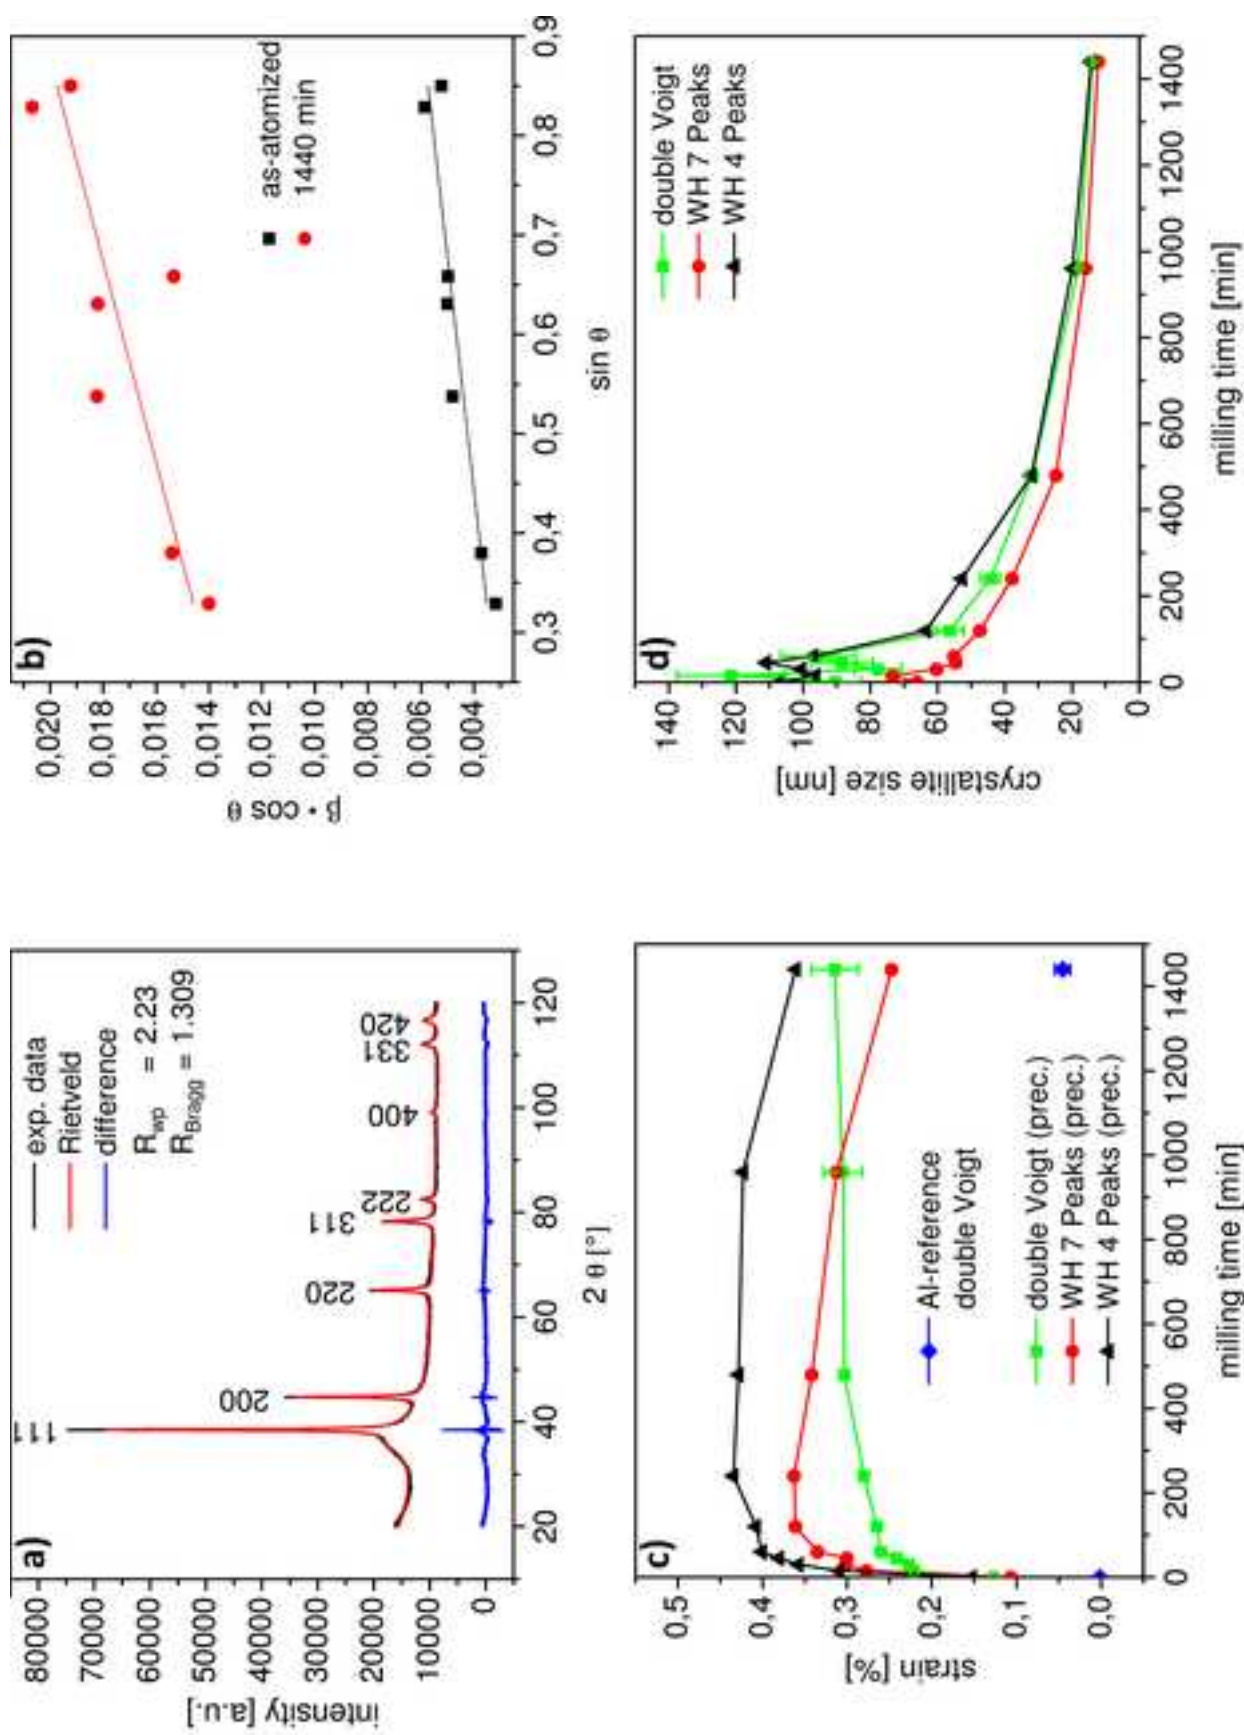 a)
80000
70000
60000
50000
40000
30000
20000
10000
0
intensity [a.u.]
20
40
60
80
100
120
2 θ [°]
111
200
220
311
222
400
331
420
exp. data
Rietveld
difference
R_wp = 2.23
R_Bragg = 1.309
b)
0,020
0,018
0,016
0,014
0,012
0,010
0,008
0,006
0,004
β • cos θ
0,3
0,4
0,5
0,6
0,7
0,8
0,9
sin θ
as-atomized
1440 min
c)
0,5
0,4
0,3
0,2
0,1
0,0
strain [%]
0
200
400
600
800
1000
1200
1400
milling time [min]
Al-reference
double Voigt
double Voigt (prec.)
WH 7 Peaks (prec.)
WH 4 Peaks (prec.)
d)
140
120
100
80
60
40
20
0
crystallite size [nm]
0
200
400
600
800
1000
1200
1400
milling time [min]
double Voigt
WH 7 Peaks
WH 4 Peaks